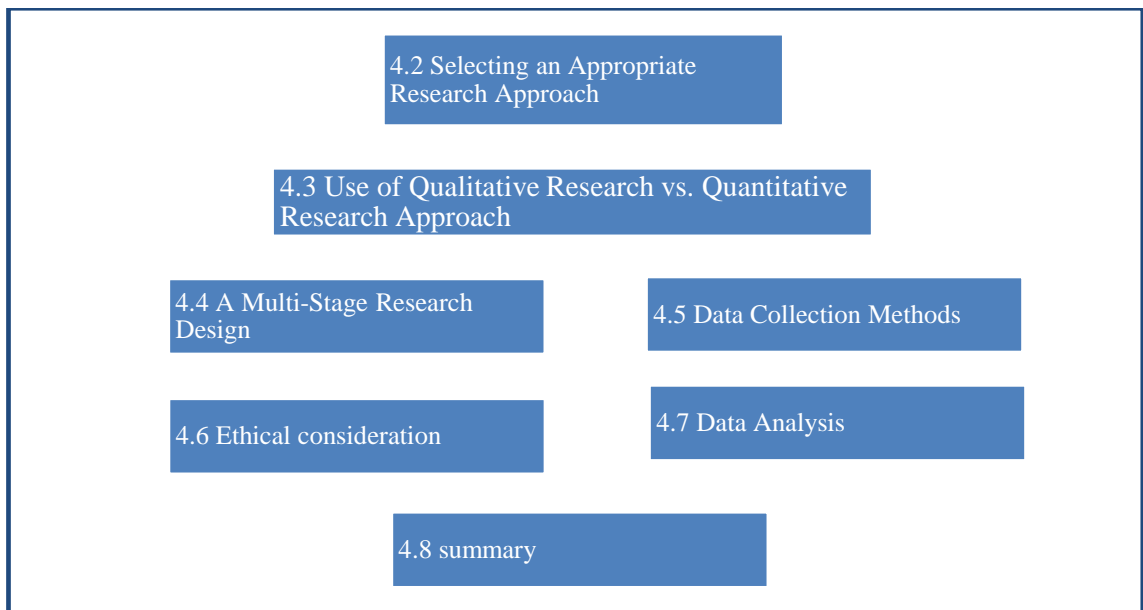 4.2 Selecting an Appropriate
Research Approach
4.3 Use of Qualitative Research vs. Quantitative
Research Approach
4.4 A Multi-Stage Research
Design
4.5 Data Collection Methods
4.6 Ethical consideration
4.7 Data Analysis
4.8 summary